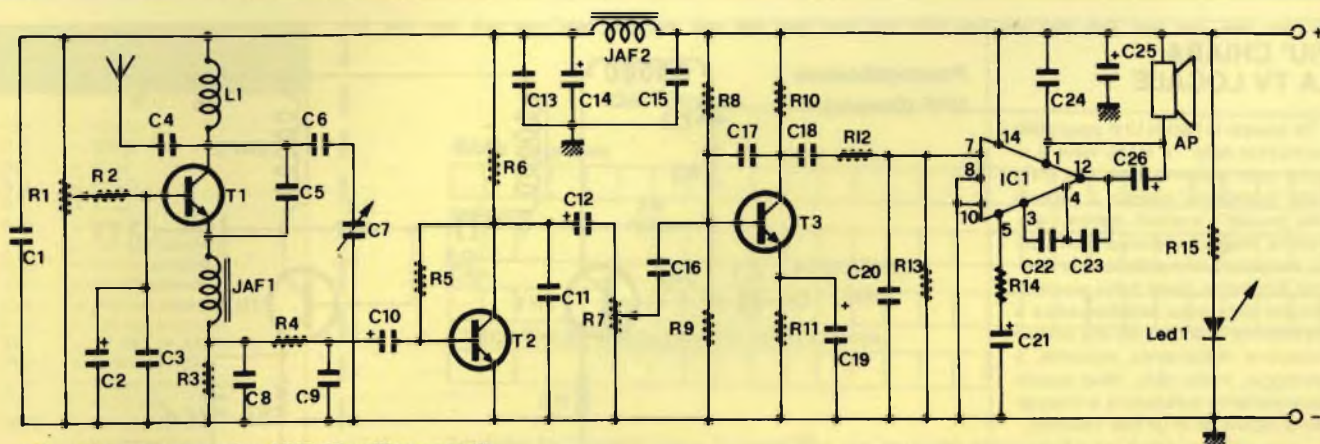 JAF2
C25
L1
C4
C6
C13
C14
C15
R8
R10
C24
R1
R2
T1
C5
R6
C17
C18
R12
7
14
1
12
C26
AP
8
IC1
10
5
3
4
C1
C7
C12
T3
R15
JAF1
R5
C16
C20
R13
C22
C23
R4
C10
C11
R7
R14
C2
C3
R3
C8
C9
T2
R9
R11
C19
C21
Led 1
+
-